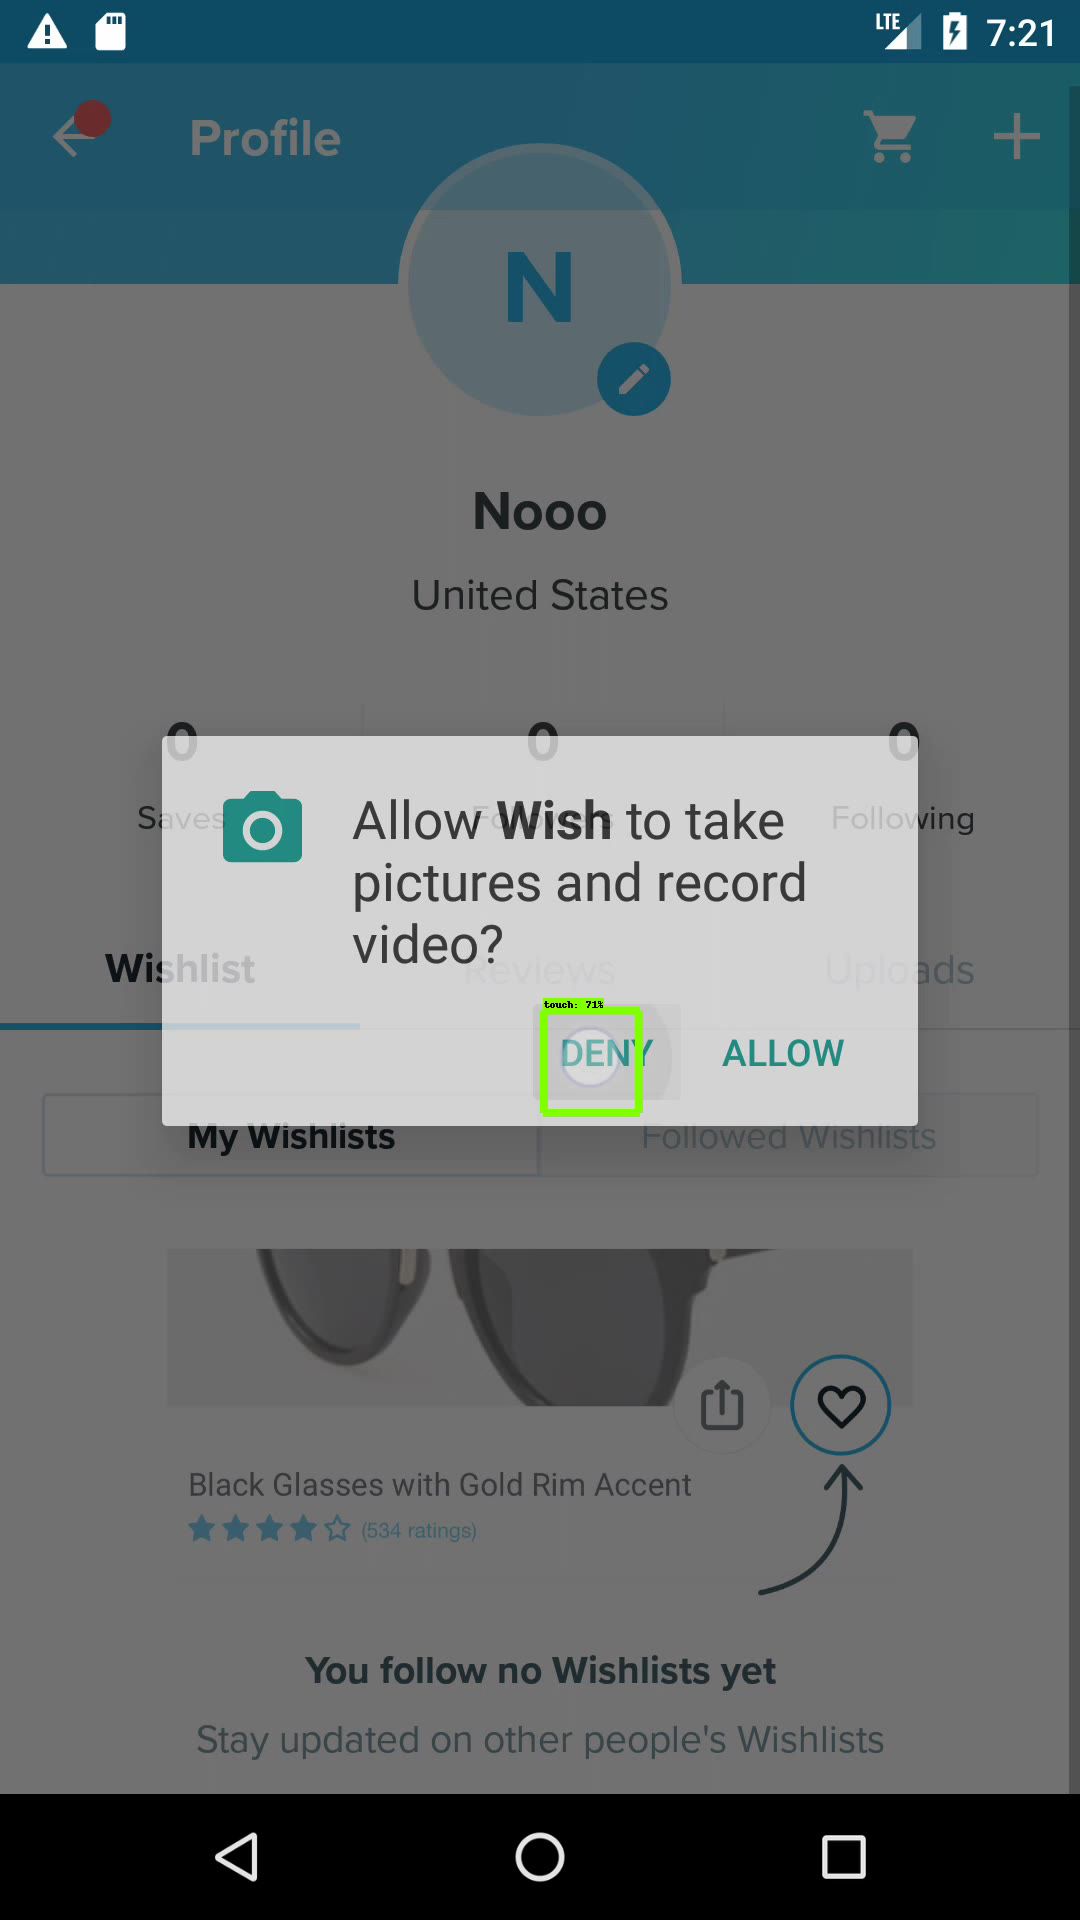 LTE 7:21
Profile
N
Nooo
United States
0 0 0
Saves Followers Following
Allow Wish to take
pictures and record
video?
Wishlist Reviews Uploads
touch: 71%
DENY ALLOW
My Wishlists Followed Wishlists
Black Glasses with Gold Rim Accent
(534 ratings)
You follow no Wishlists yet
Stay updated on other people's Wishlists